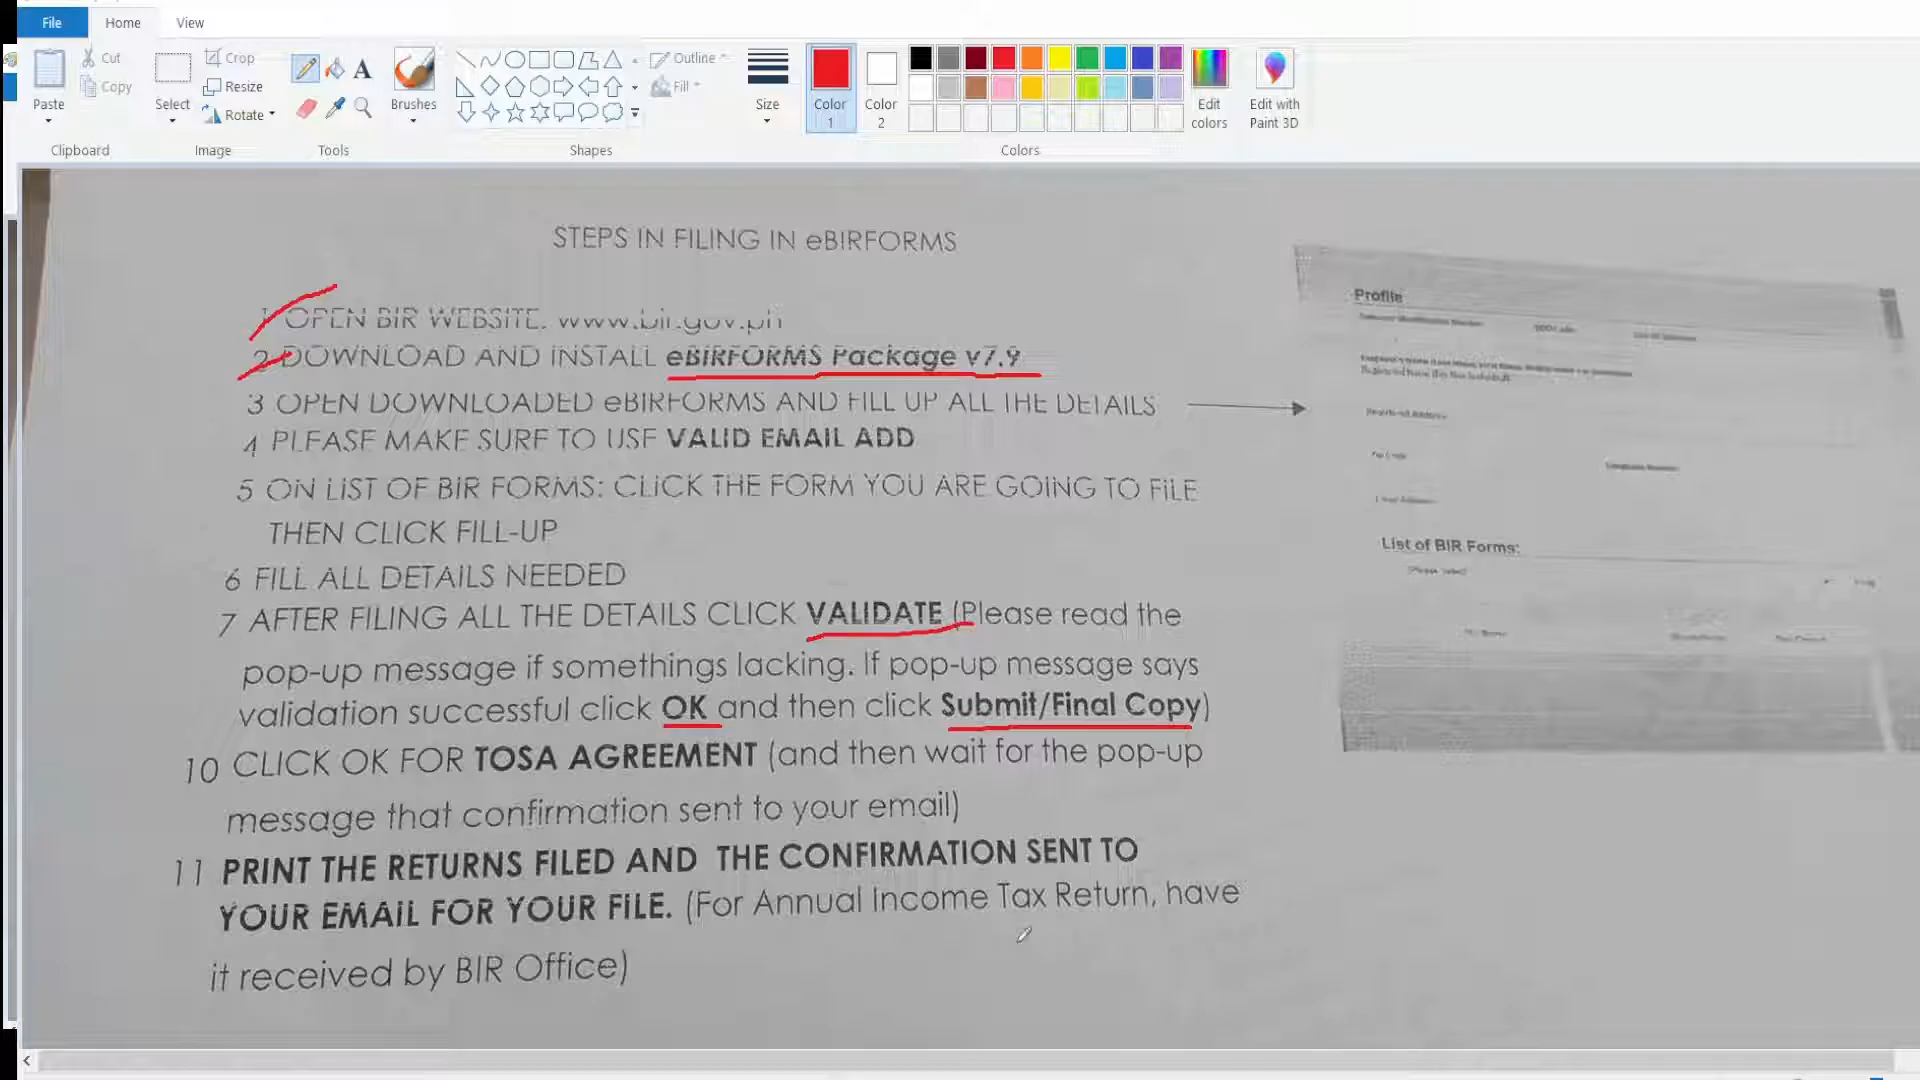 File Home View
Paste
Cut
Copy
Clipboard
Select
Crop
Resize
Rotate
Image
Tools
Brushes
Shapes
Outline
Fill
Size
Color 1
Color 2
Edit colors
Edit with Paint 3D
Colors
STEPS IN FILING IN eBIRFORMS
1 OPEN BIR WEBSITE. www.bir.gov.ph
2 DOWNLOAD AND INSTALL eBIRFORMS Package v7.9
3 OPEN DOWNLOADED eBIRFORMS AND FILL UP ALL THE DETAILS
4 PLEASE MAKE SURE TO USE VALID EMAIL ADD
5 ON LIST OF BIR FORMS: CLICK THE FORM YOU ARE GOING TO FILE
THEN CLICK FILL-UP
6 FILL ALL DETAILS NEEDED
7 AFTER FILING ALL THE DETAILS CLICK VALIDATE (Please read the
pop-up message if somethings lacking. If pop-up message says
validation successful click OK and then click Submit/Final Copy)
10 CLICK OK FOR TOSA AGREEMENT (and then wait for the pop-up
message that confirmation sent to your email)
11 PRINT THE RETURNS FILED AND THE CONFIRMATION SENT TO
YOUR EMAIL FOR YOUR FILE. (For Annual Income Tax Return, have
it received by BIR Office)
Profile
List of BIR Forms: